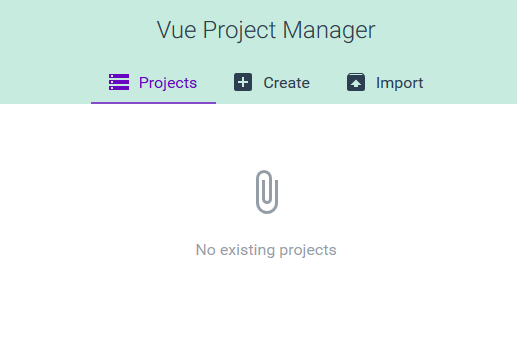 Vue Project Manager
Projects Create Import
No existing projects